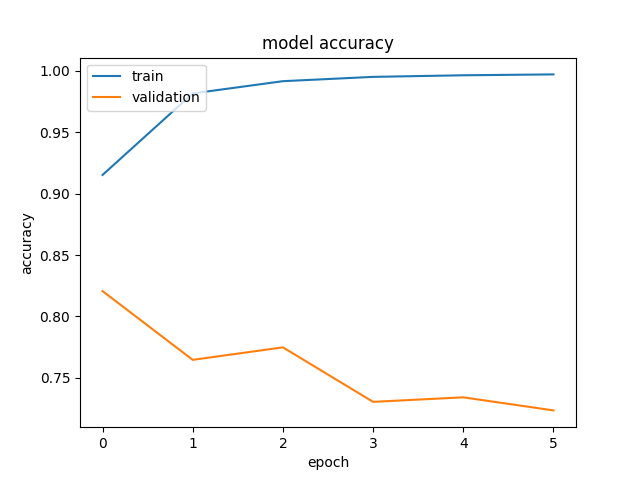 model accuracy
train
validation
1.00
0.95
0.90
0.85
0.80
0.75
accuracy
0 1 2 3 4 5
epoch